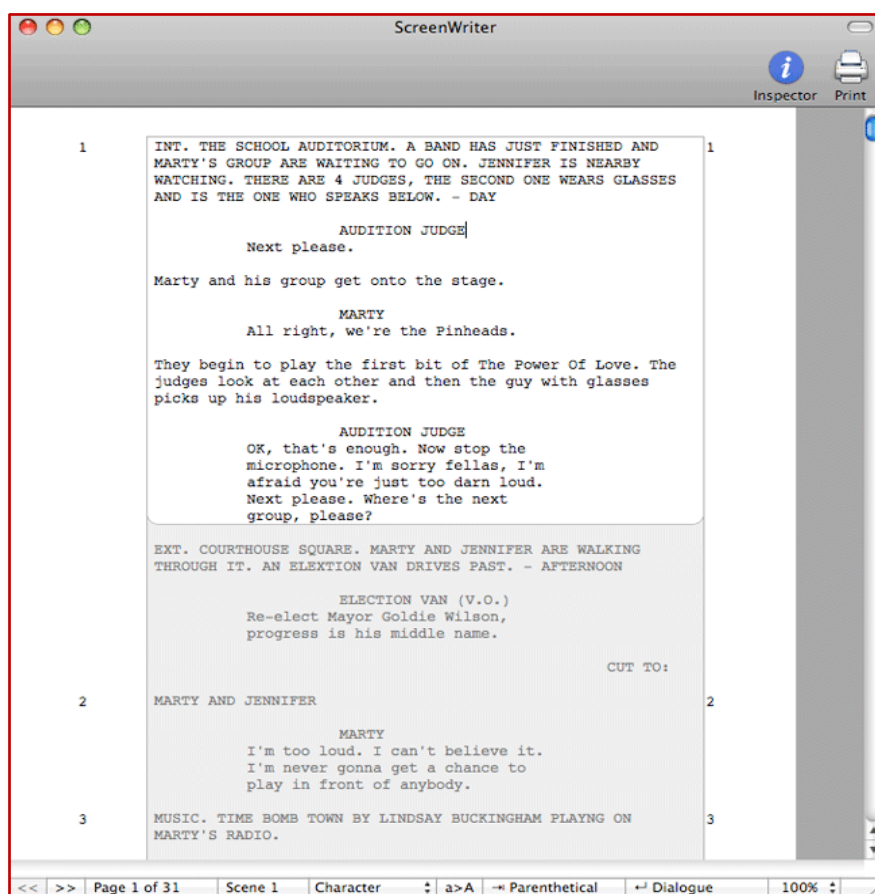 ScreenWriter
Inspector Print
1 INT. THE SCHOOL AUDITORIUM. A BAND HAS JUST FINISHED AND 1
MARTY'S GROUP ARE WAITING TO GO ON. JENNIFER IS NEARBY
WATCHING. THERE ARE 4 JUDGES, THE SECOND ONE WEARS GLASSES
AND IS THE ONE WHO SPEAKS BELOW. - DAY
AUDITION JUDGE
Next please.
Marty and his group get onto the stage.
MARTY
All right, we're the Pinheads.
They begin to play the first bit of The Power Of Love. The
judges look at each other and then the guy with glasses
picks up his loudspeaker.
AUDITION JUDGE
OK, that's enough. Now stop the
microphone. I'm sorry fellas, I'm
afraid you're just too darn loud.
Next please. Where's the next
group, please?
EXT. COURTHOUSE SQUARE. MARTY AND JENNIFER ARE WALKING
THROUGH IT. AN ELEXTION VAN DRIVES PAST. - AFTERNOON
ELECTION VAN (V.O.)
Re-elect Mayor Goldie Wilson,
progress is his middle name.
CUT TO:
2 MARTY AND JENNIFER 2
MARTY
I'm too loud. I can't believe it.
I'm never gonna get a chance to
play in front of anybody.
3 MUSIC. TIME BOMB TOWN BY LINDSAY BUCKINGHAM PLAYNG ON 3
MARTY'S RADIO.
<< >> Page 1 of 31 Scene 1 Character a>A Parenthetical Dialogue 100%